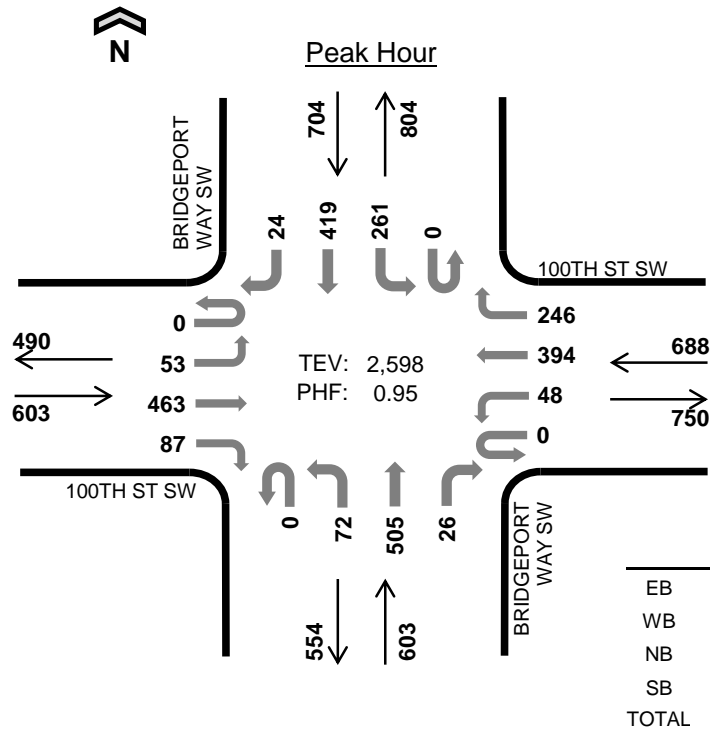 N
Peak Hour
704
804
BRIDGEPORT
WAY SW
24
419
261
0
100TH ST SW
0
53
463
87
490
603
TEV: 2,598
PHF: 0.95
246
394
48
0
688
750
100TH ST SW
0
72
505
26
BRIDGEPORT
WAY SW
554
603
EB
WB
NB
SB
TOTAL